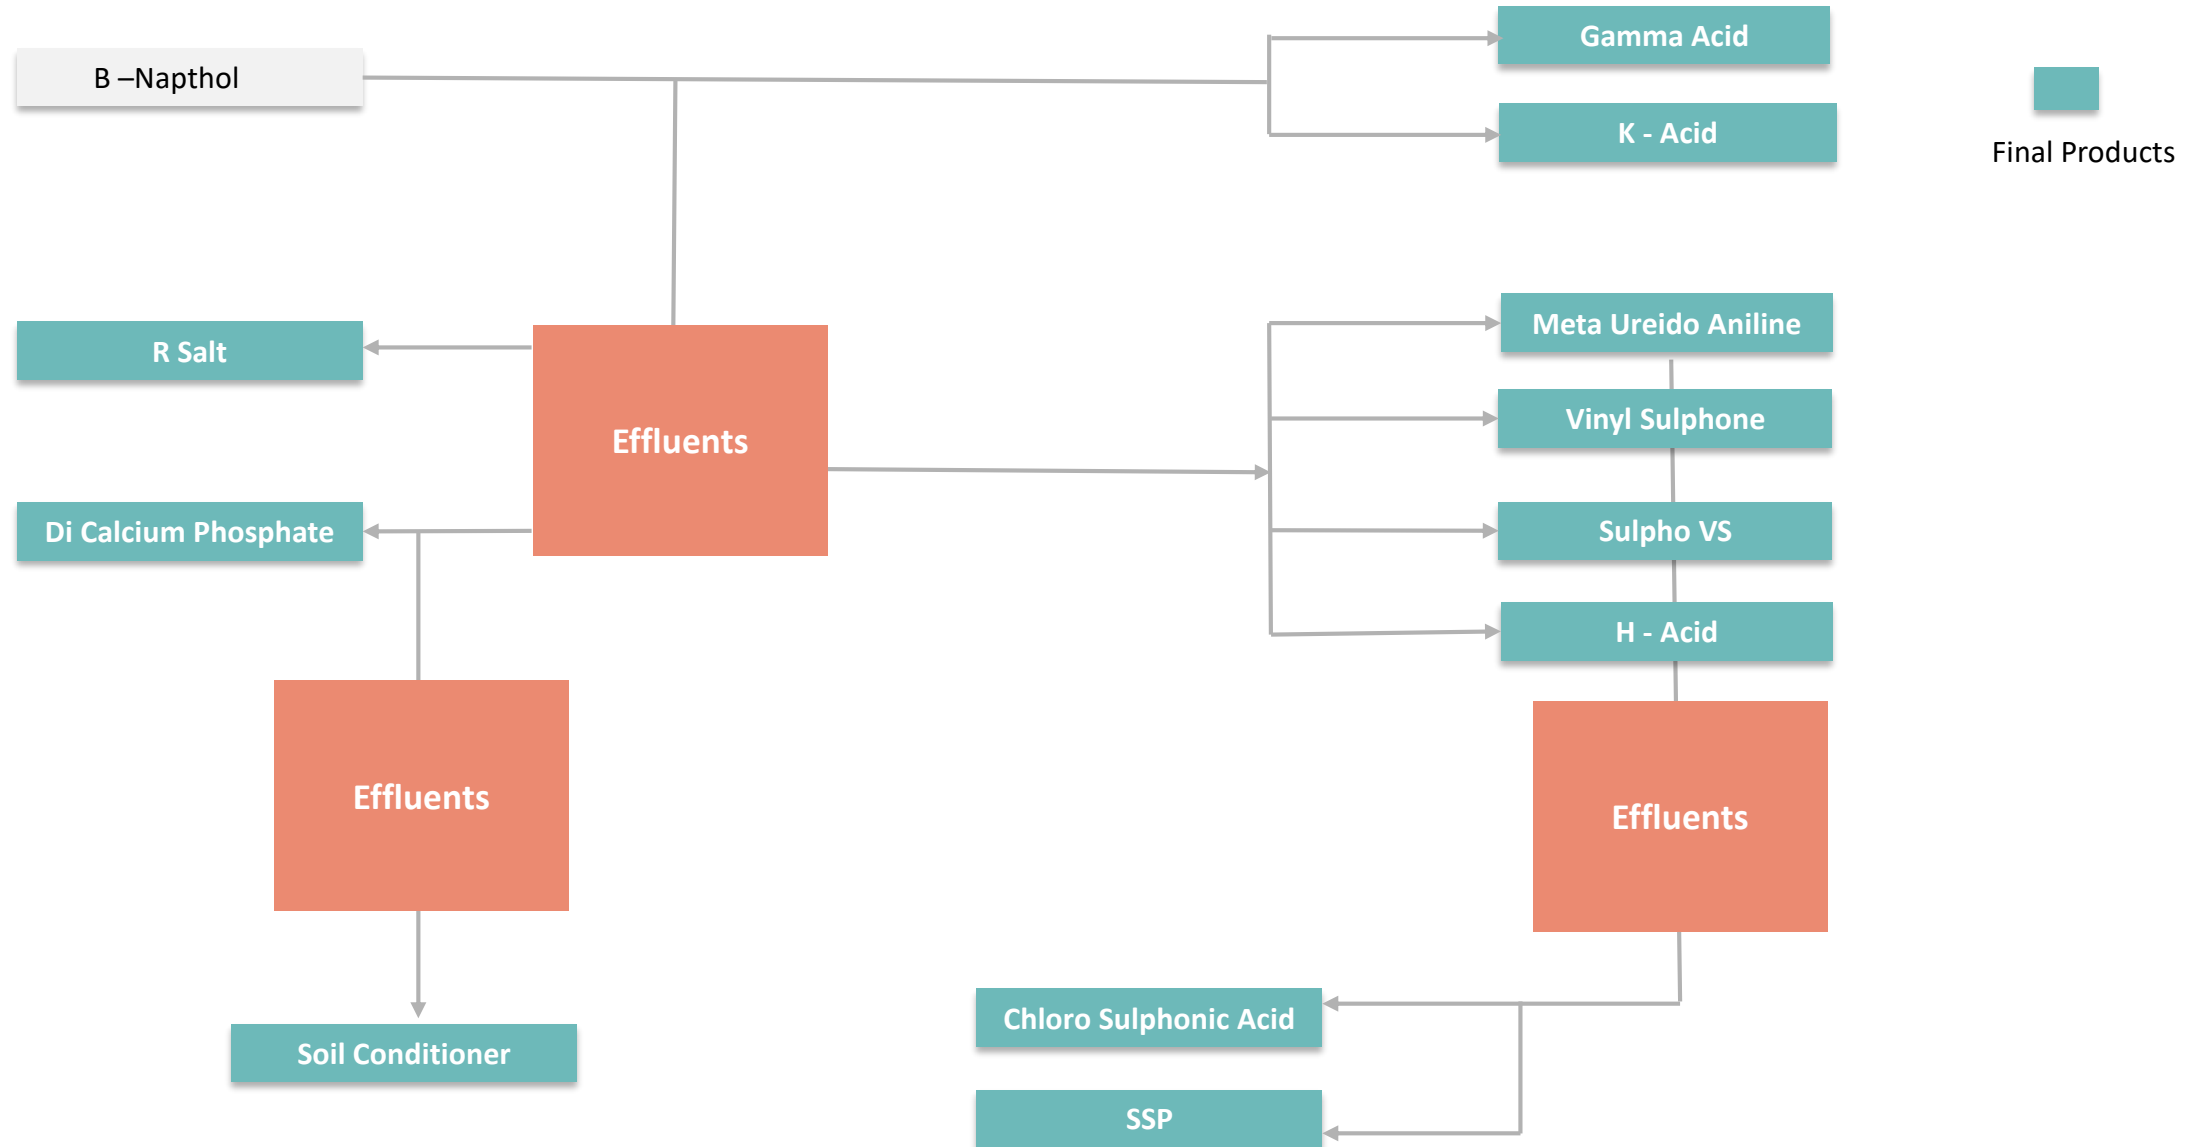 Gamma Acid
B –Napthol
K - Acid
Final Products
Meta Ureido Aniline
R Salt
Vinyl Sulphone
Effluents
Di Calcium Phosphate
Sulpho VS
H - Acid
Effluents
Effluents
Chloro Sulphonic Acid
Soil Conditioner
SSP